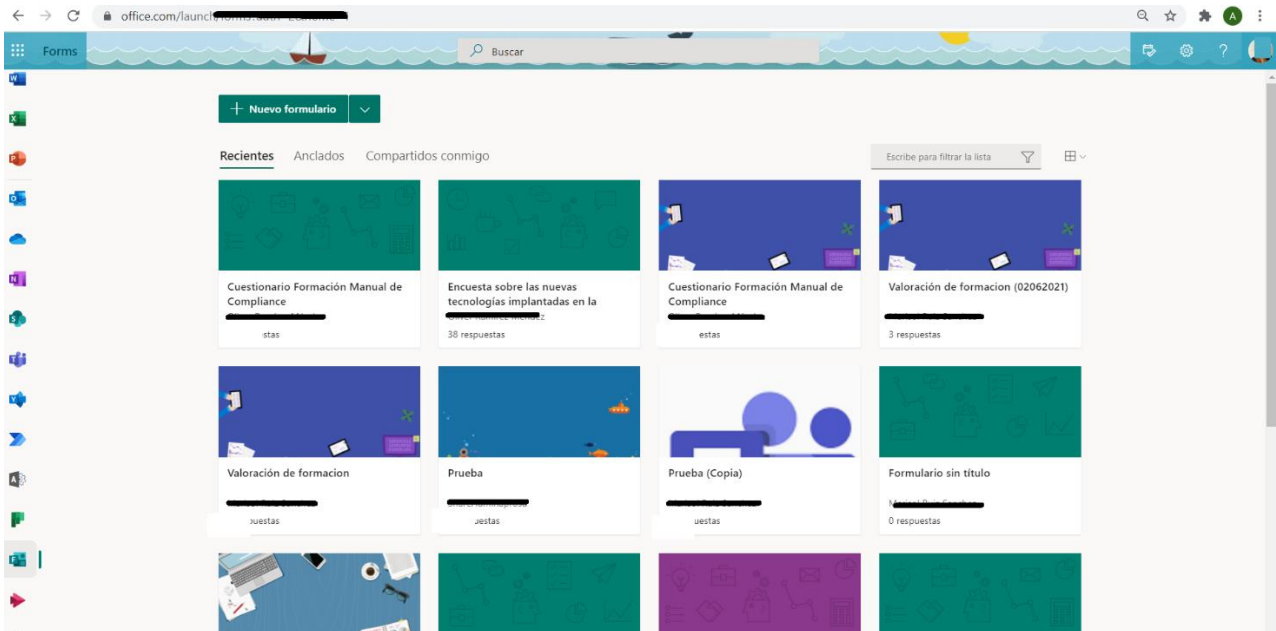 office.com/launch
A
Forms
Buscar
Nuevo formulario
Recientes Anclados Compartidos conmigo
Escribe para filtrar la lista
Cuestionario Formación Manual de
Compliance
stas
Encuesta sobre las nuevas
tecnologías implantadas en la
38 respuestas
Cuestionario Formación Manual de
Compliance
estas
Valoración de formacion (02062021)
3 respuestas
Valoración de formacion
uestas
Prueba
uestas
Prueba (Copia)
uestas
Formulario sin título
0 respuestas